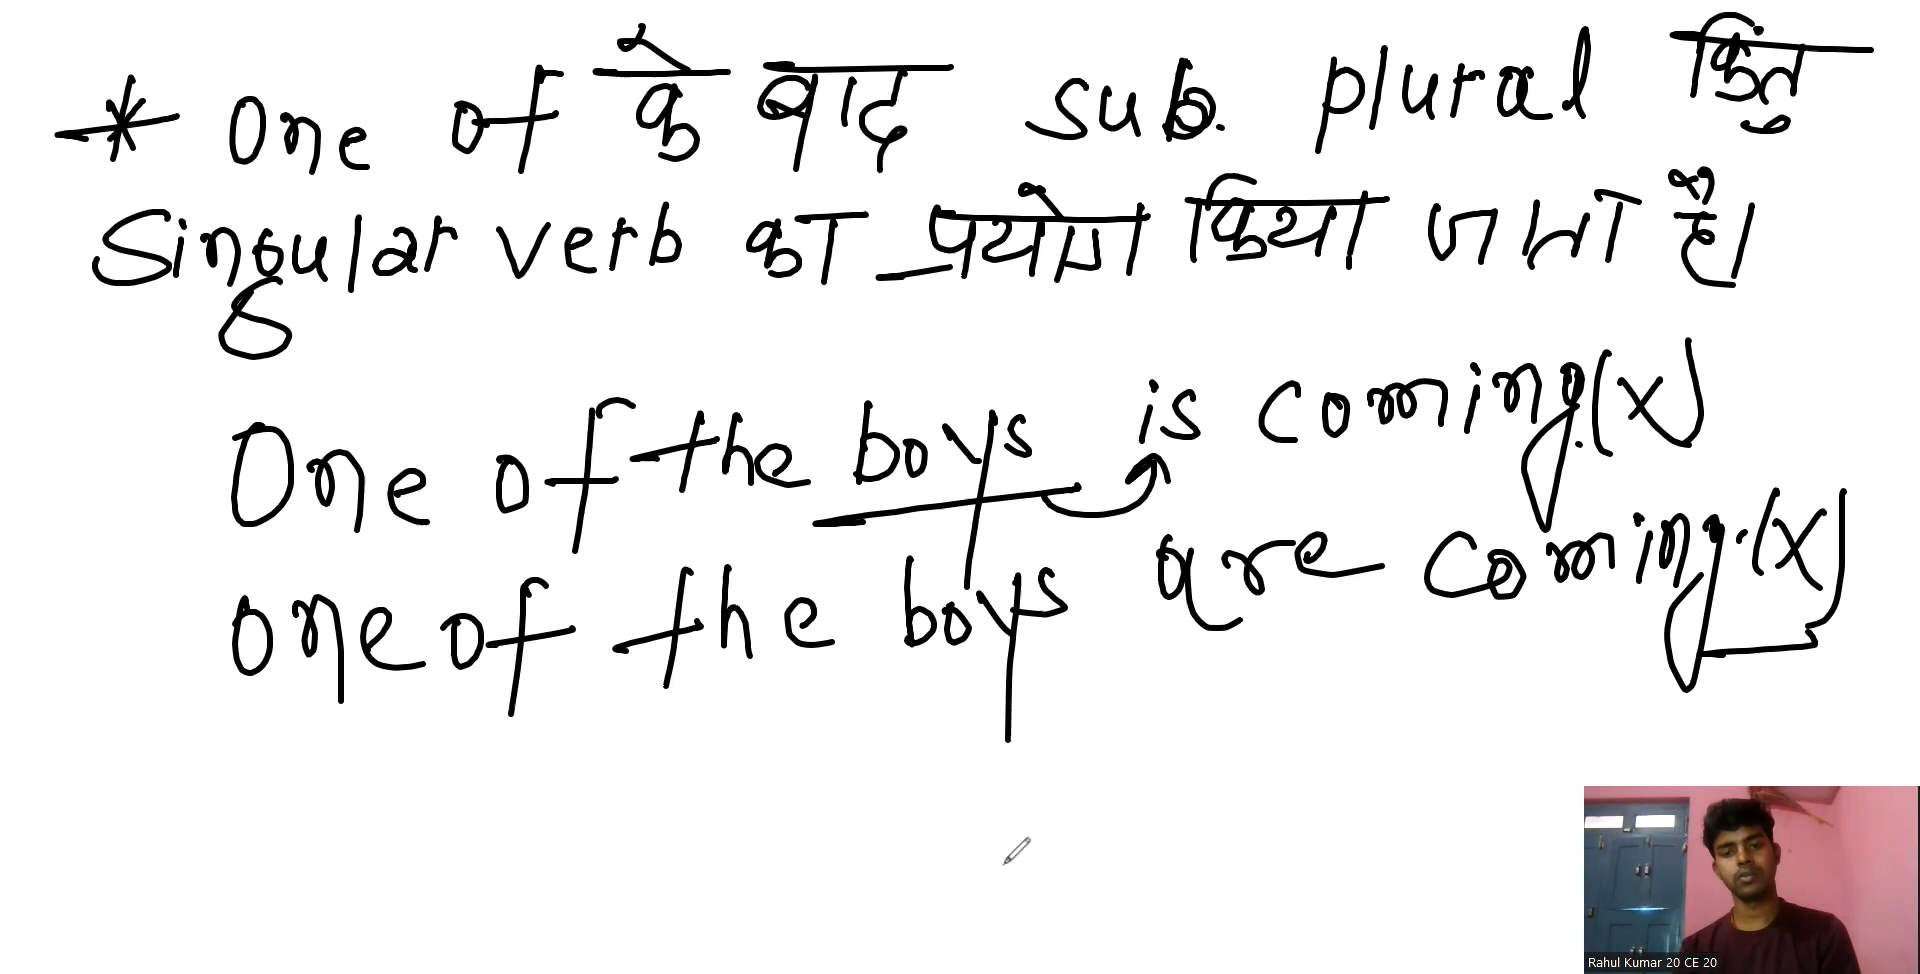 * One of के बाद sub. plural किंतु
Singular verb का प्रयोग किया जाता है।
One of the boys is coming.(x)
one of the boys are coming.(x)
Rahul Kumar 20 CE 20